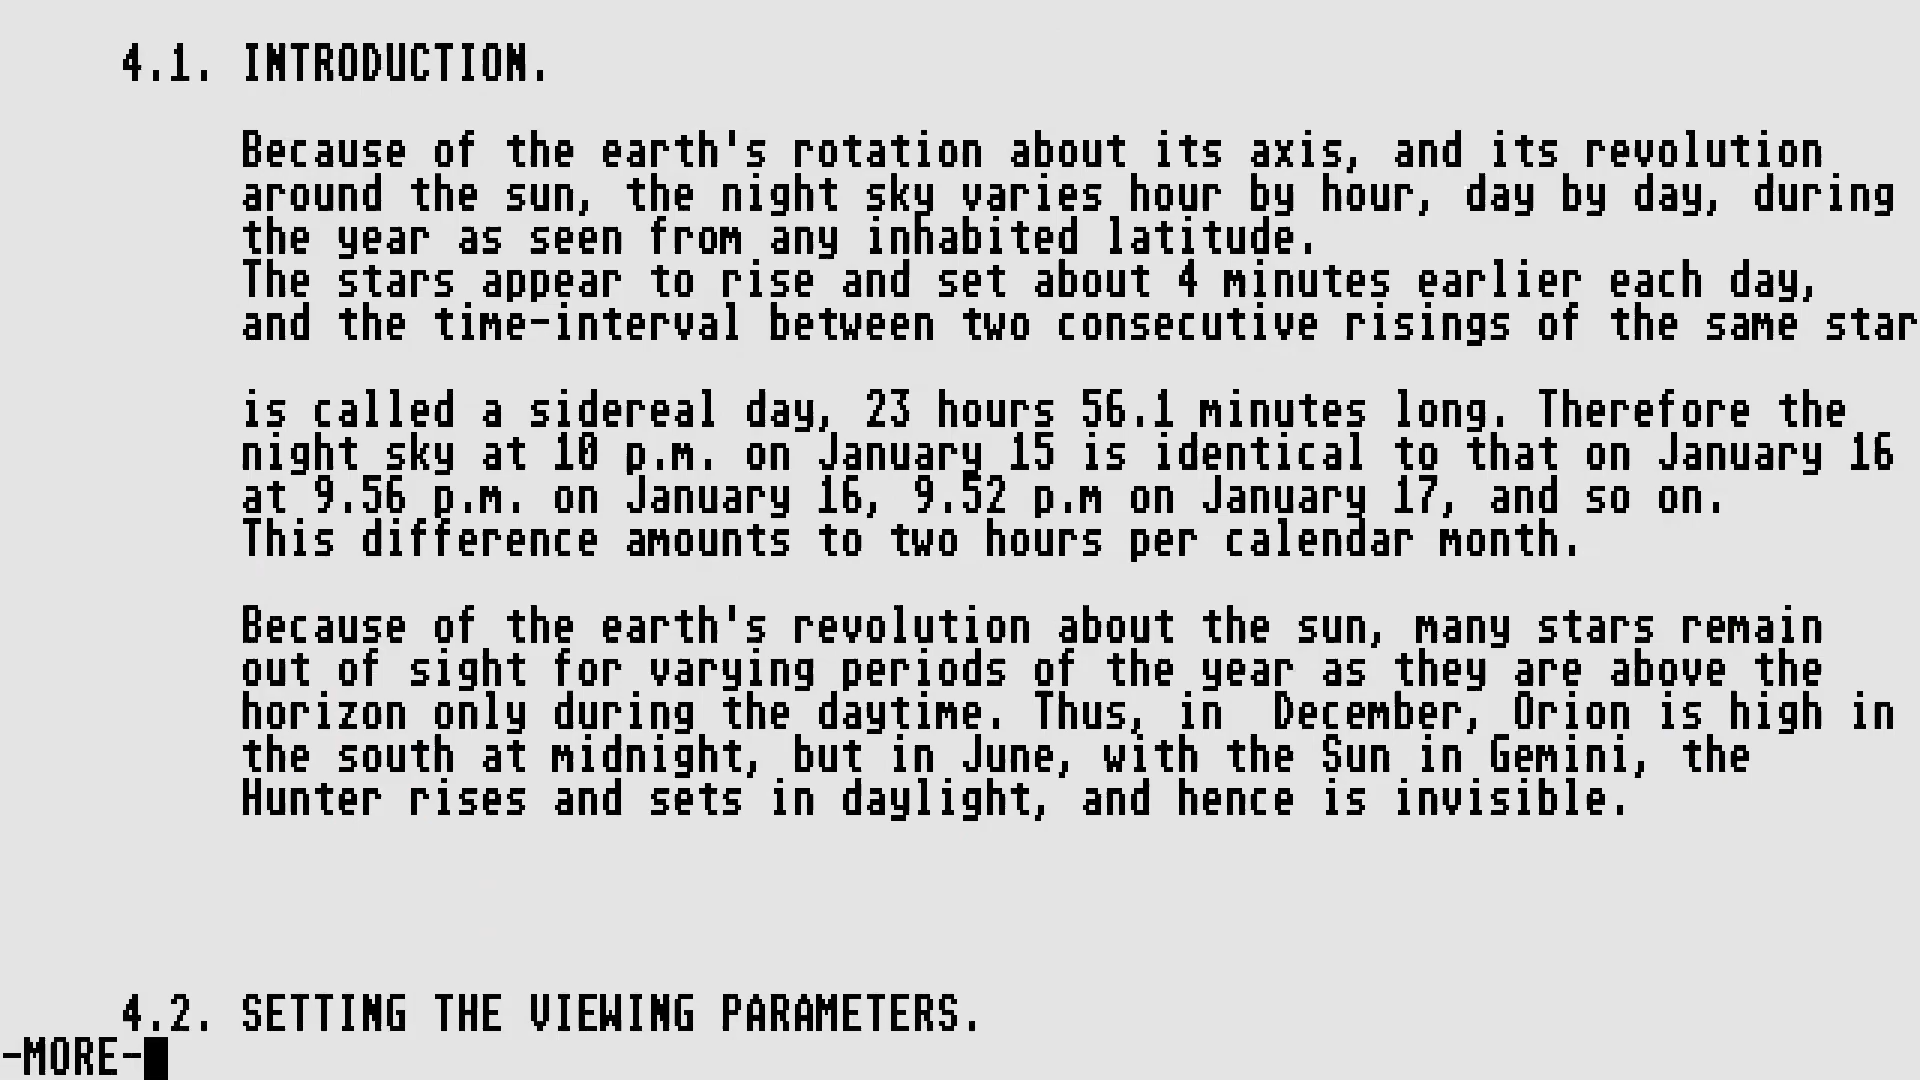 4.1. INTRODUCTION.
Because of the earth's rotation about its axis, and its revolution
around the sun, the night sky varies hour by hour, day by day, during
the year as seen from any inhabited latitude.
The stars appear to rise and set about 4 minutes earlier each day,
and the time-interval between two consecutive risings of the same star
is called a sidereal day, 23 hours 56.1 minutes long. Therefore the
night sky at 10 p.m. on January 15 is identical to that on January 16
at 9.56 p.m. on January 16, 9.52 p.m on January 17, and so on.
This difference amounts to two hours per calendar month.
Because of the earth's revolution about the sun, many stars remain
out of sight for varying periods of the year as they are above the
horizon only during the daytime. Thus, in  December, Orion is high in
the south at midnight, but in June, with the Sun in Gemini, the
Hunter rises and sets in daylight, and hence is invisible.
4.2. SETTING THE VIEWING PARAMETERS.
-MORE-